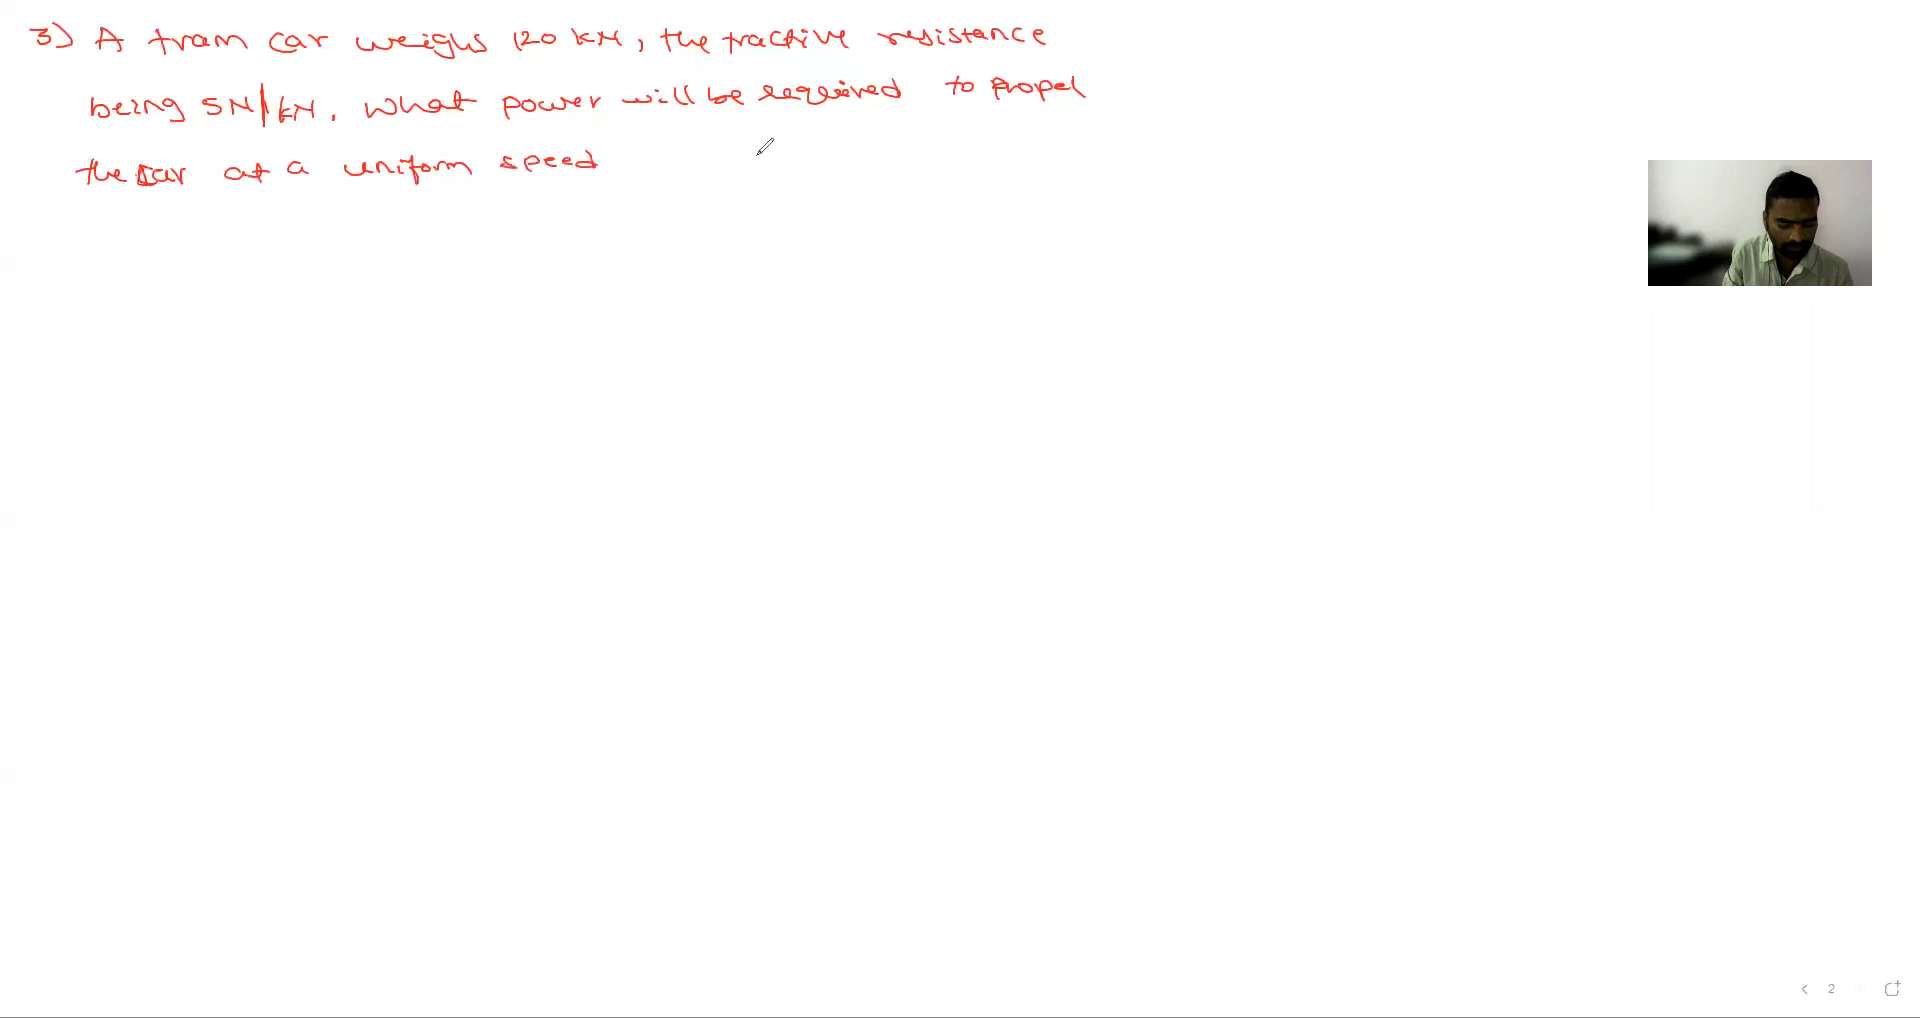 3) A tram car weighs 120 kN, the tractive resistance
being 5N/kN. What power will be required to propel
the car at a uniform speed
2